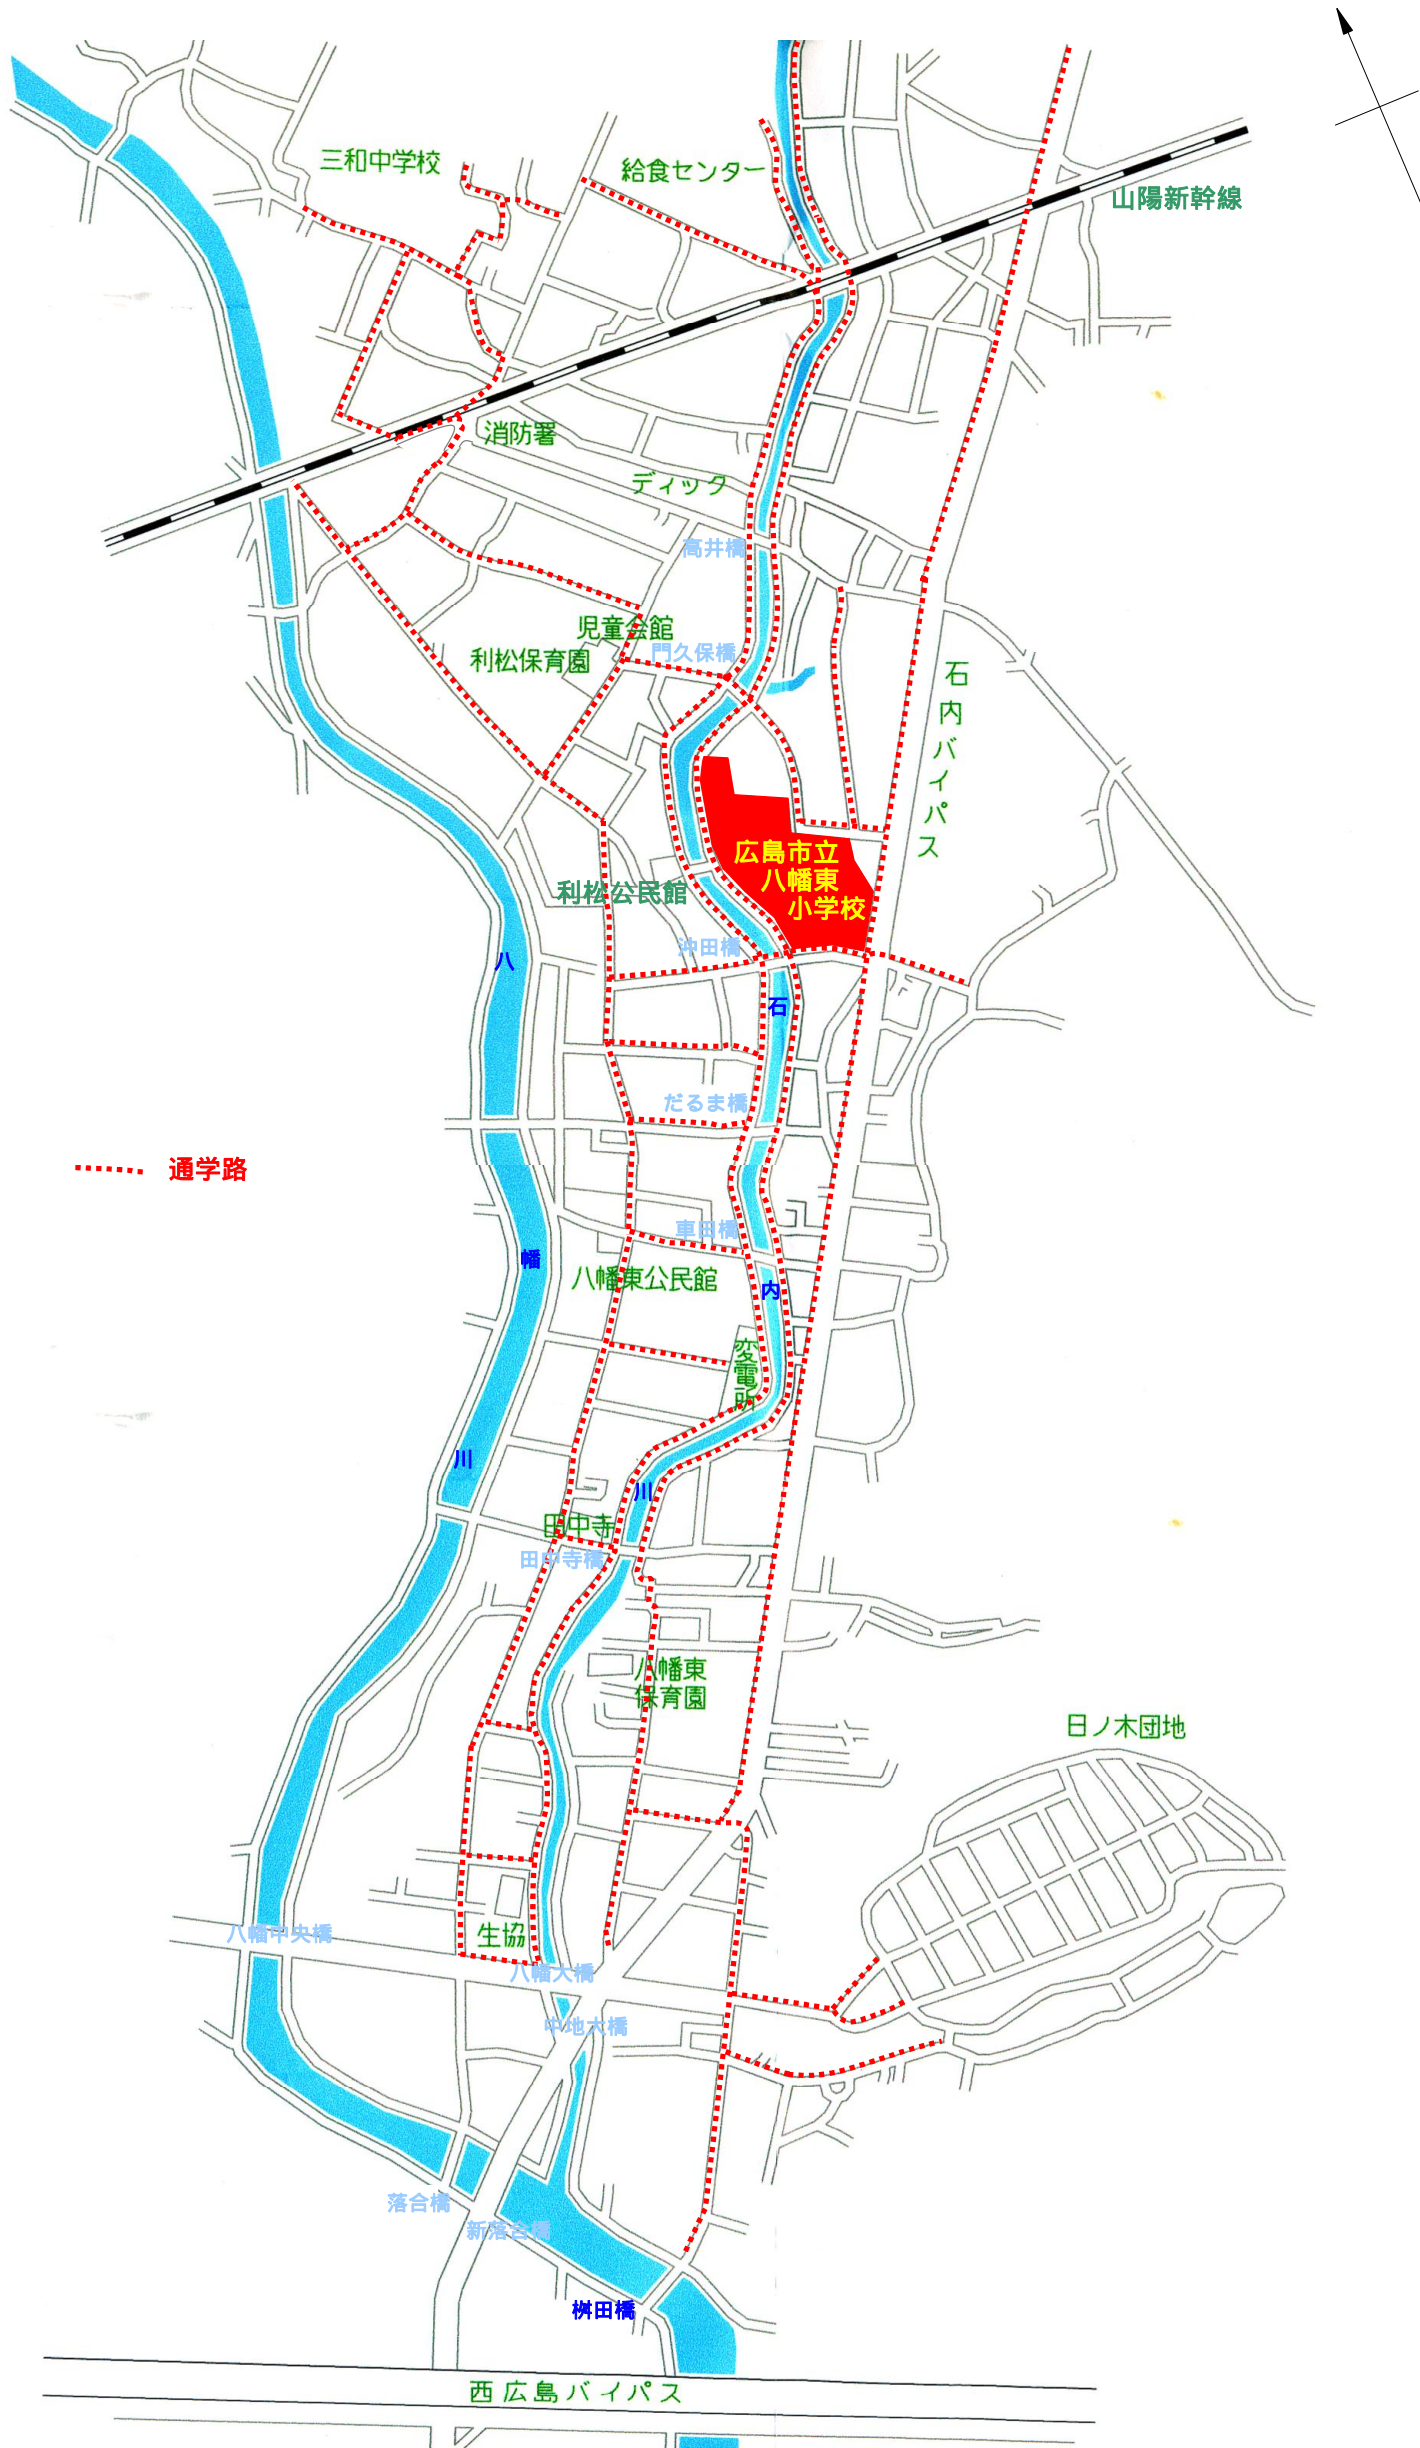 三和中学校
給食センター
山陽新幹線
消防署
ディック
高井橋
児童会館
門久保橋
利松保育園
石内バイパス
広島市立
八幡東
小学校
利松公民館
沖田橋
八
石
だるま橋
通学路
車田橋
幡
八幡東公民館
内
変電所
川
川
田中寺
田中寺橋
八幡東
保育園
日ノ木団地
八幡中央橋
生協
八幡大橋
中地大橋
落合橋
新落合橋
桝田橋
西広島バイパス